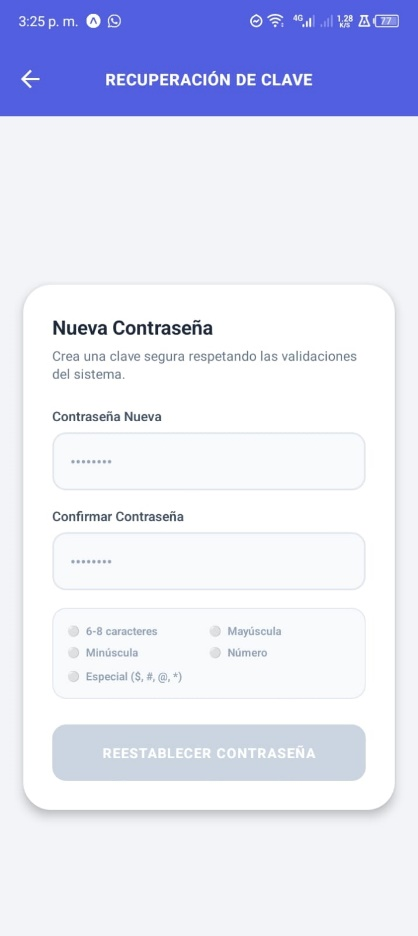 3:25 p. m.
4G 1,28 K/S 77
RECUPERACIÓN DE CLAVE
Nueva Contraseña
Crea una clave segura respetando las validaciones
del sistema.
Contraseña Nueva
••••••••
Confirmar Contraseña
••••••••
6-8 caracteres
Mayúscula
Minúscula
Número
Especial ($, #, @, *)
REESTABLECER CONTRASEÑA